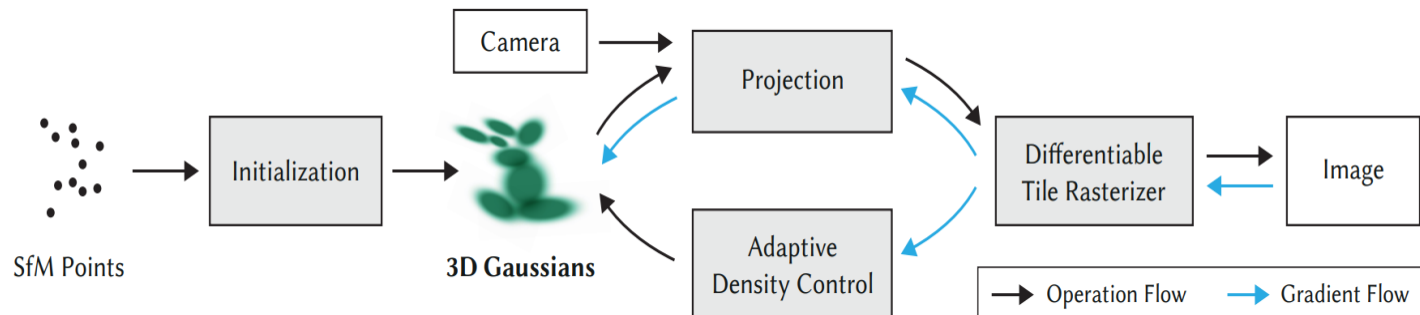 Camera
Projection
Initialization
Differentiable
Tile Rasterizer
Image
SfM Points
3D Gaussians
Adaptive
Density Control
Operation Flow
Gradient Flow